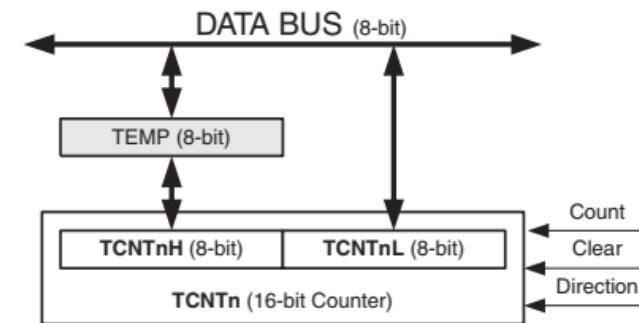 DATA BUS (8-bit)
TEMP (8-bit)
Count
TCNTnH (8-bit) TCNTnL (8-bit)
Clear
Direction
TCNTn (16-bit Counter)